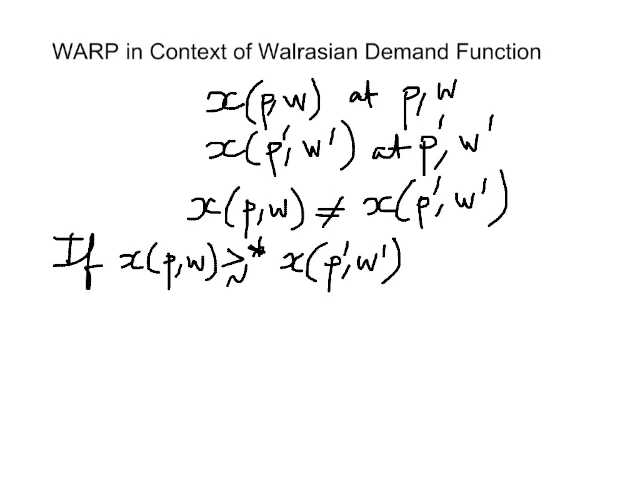 WARP in Context of Walrasian Demand Function
x(p,w) at p,w
x(p',w') at p',w'
x(p,w) ≠ x(p',w')
If x(p,w) ≿* x(p',w')